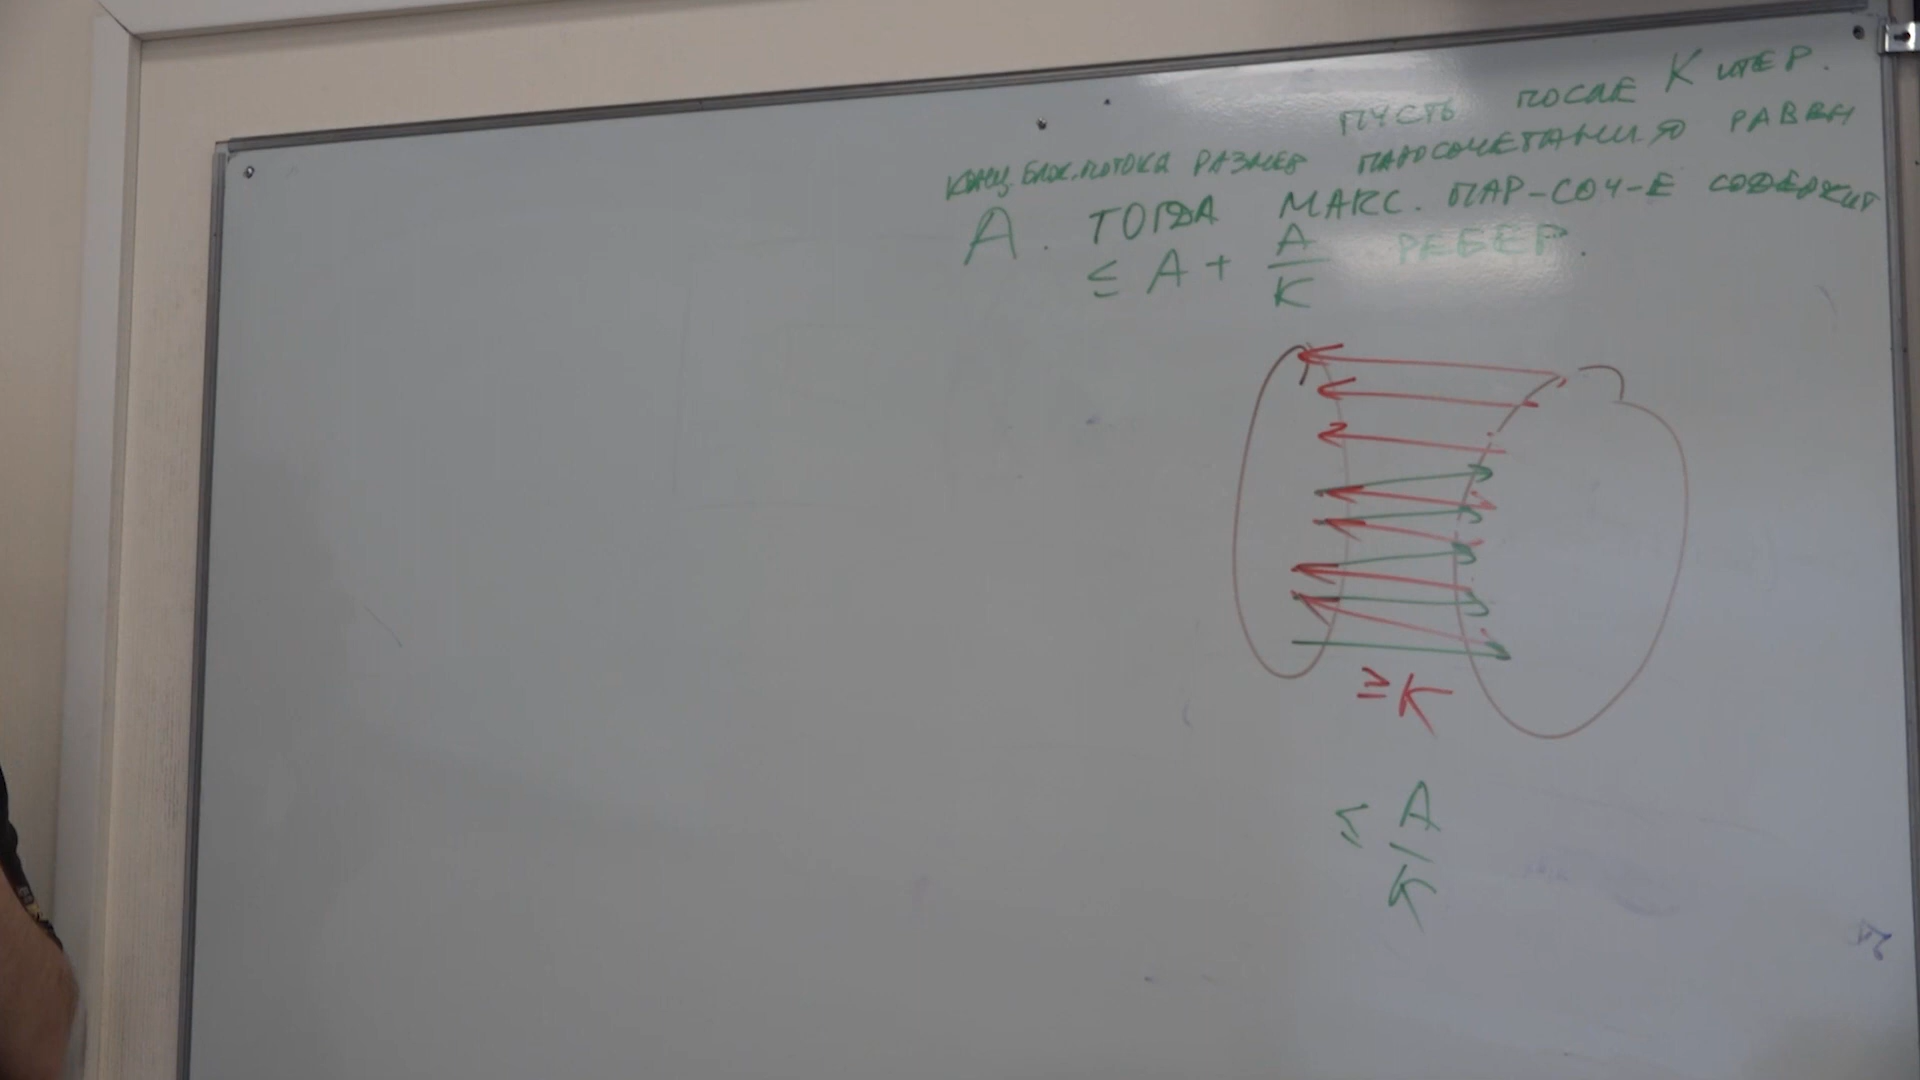 ПУСТЬ ПОСЛЕ К ИТЕР.
КОНЦ. БЛОК. ПОТОКА РАЗМЕР ПАРОСОЧЕТАНИЯ РАВЕН
А. ТОГДА МАКС. ПАР-СОЧ-Е СОДЕРЖИТ
≤ А + А/К РЕБЕР.
≥ К
≤ А/К